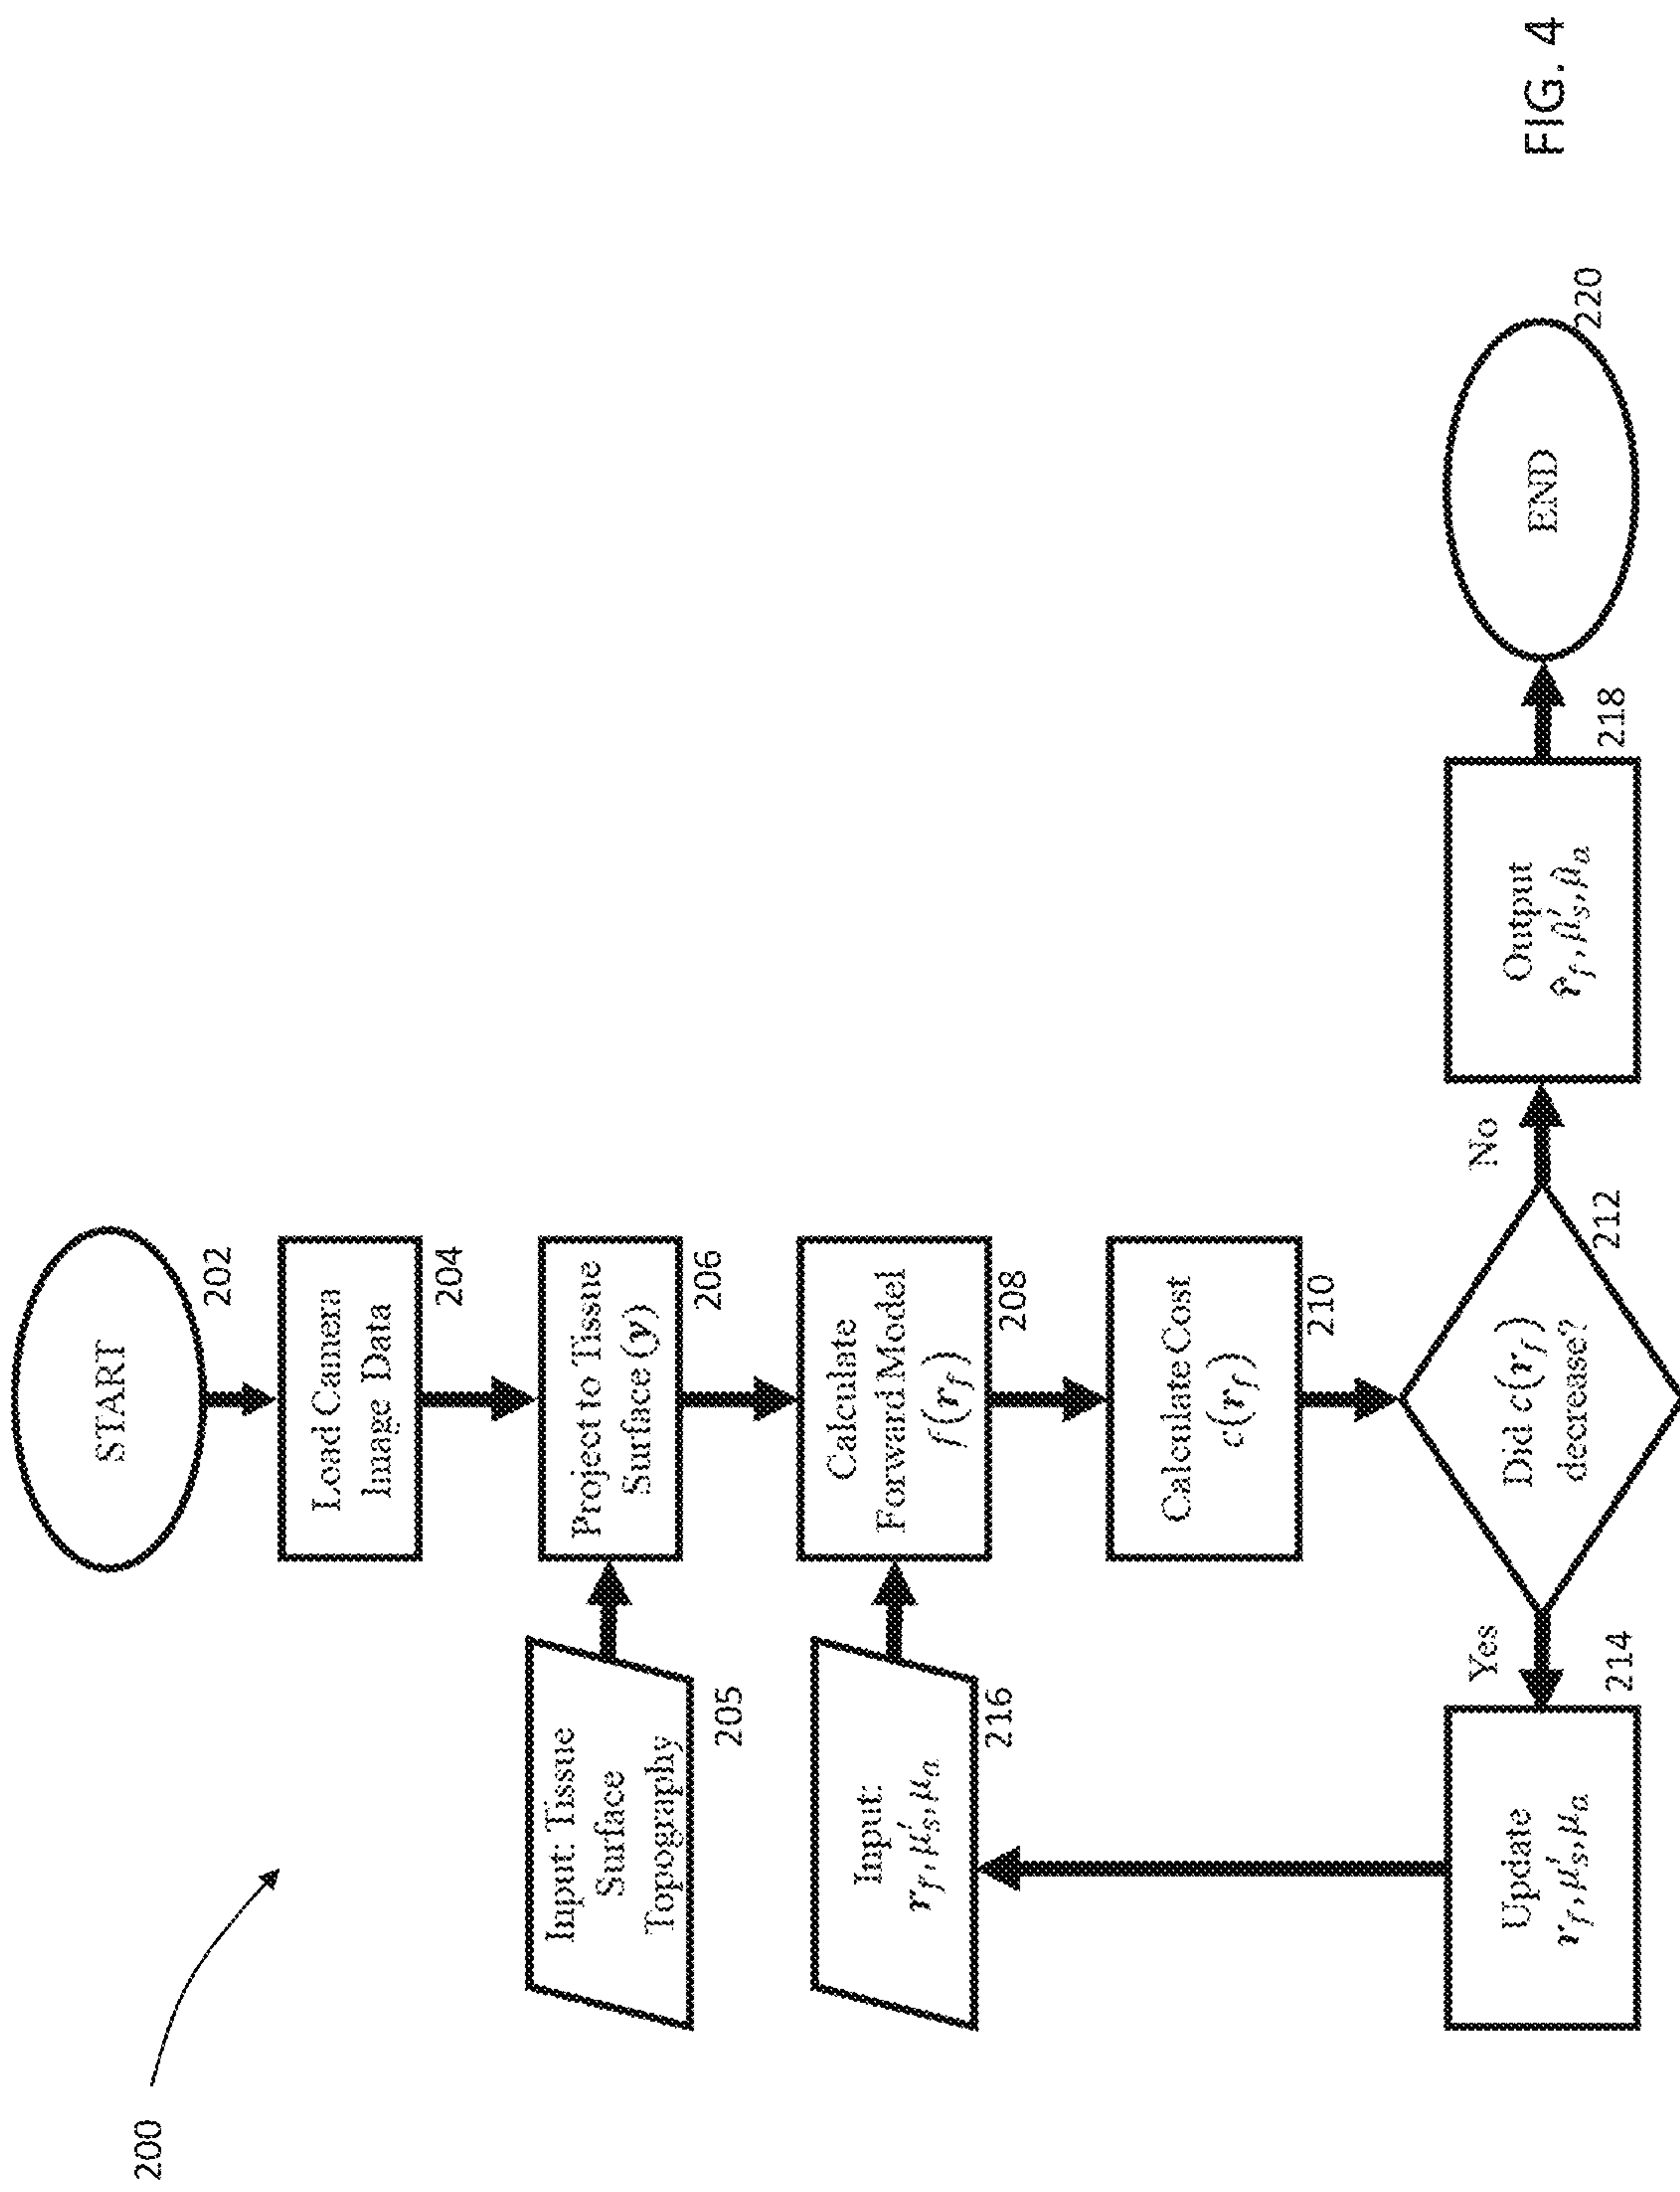 200
START
202
Load Camera
Image Data
204
Input: Tissue
Surface
Topography
205
Project to Tissue
Surface (y)
206
Input:
r_f, μ_s′, μ_a
216
Calculate
Forward Model
f(r_f)
208
Calculate Cost
c(r_f)
210
Did c(r_f)
decrease?
212
Yes
Update
r_f, μ_s′, μ_a
214
No
Output
r̂_f, μ̂_s′, μ̂_a
218
END
220
FIG. 4